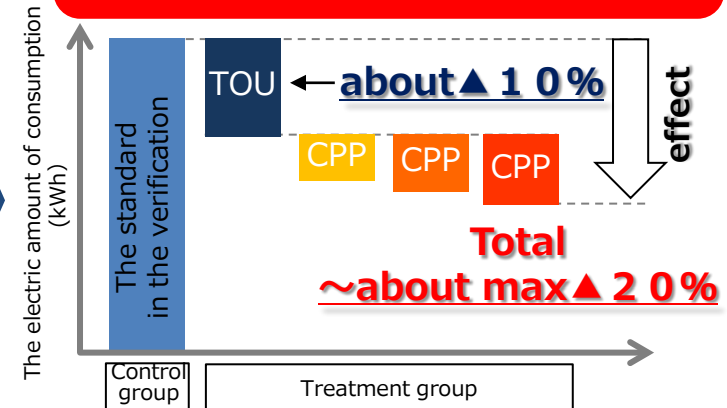 The electric amount of consumption
(kWh)
The standard
in the verification
TOU
about▲１０%
CPP
CPP
CPP
effect
Total
～about max▲２０%
Control
group
Treatment group